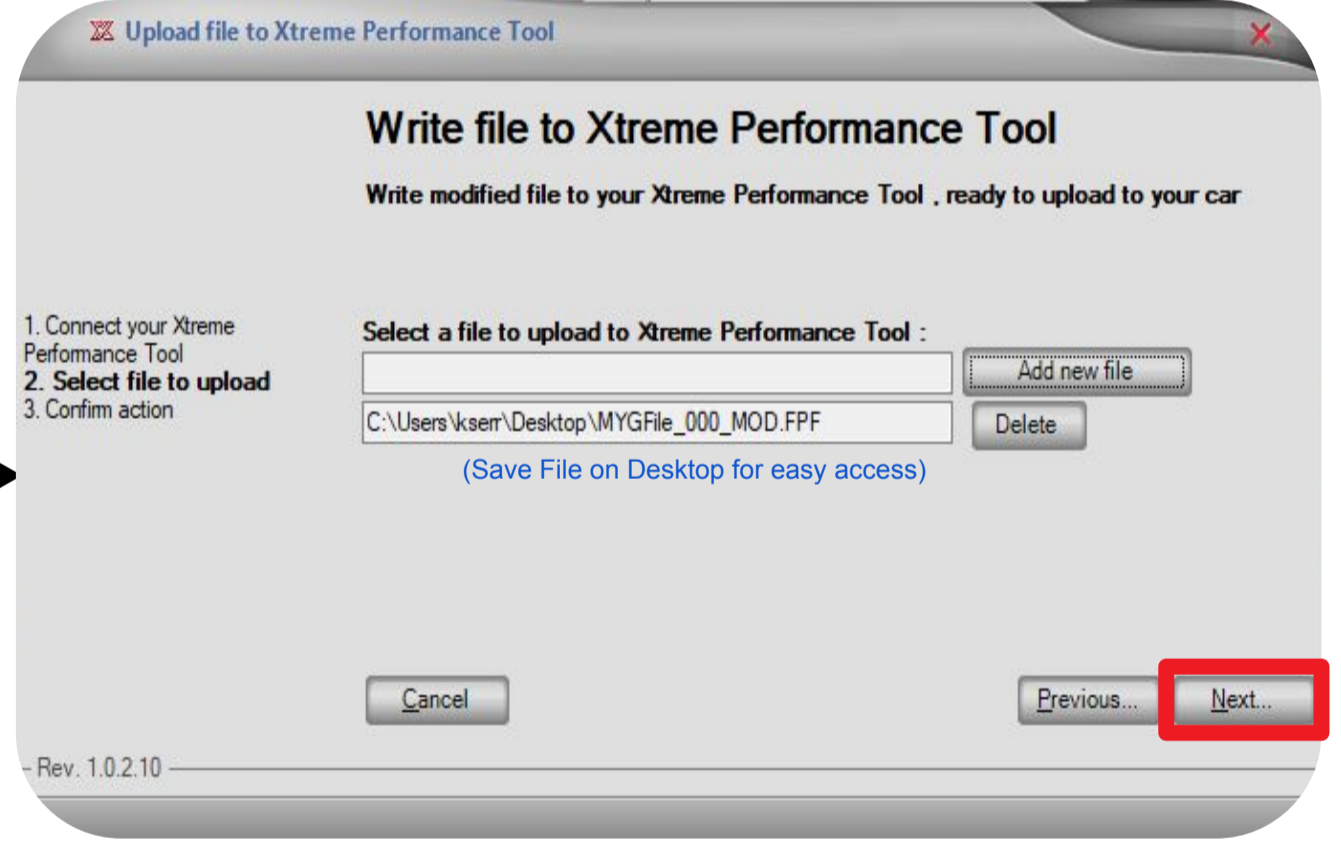 Upload file to Xtreme Performance Tool
Write file to Xtreme Performance Tool
Write modified file to your Xtreme Performance Tool , ready to upload to your car
1. Connect your Xtreme
Performance Tool
2. Select file to upload
3. Confirm action
Select a file to upload to Xtreme Performance Tool :
Add new file
C:\Users\kserr\Desktop\MYGFile_000_MOD.FPF
Delete
(Save File on Desktop for easy access)
Cancel
Previous...
Next...
Rev. 1.0.2.10